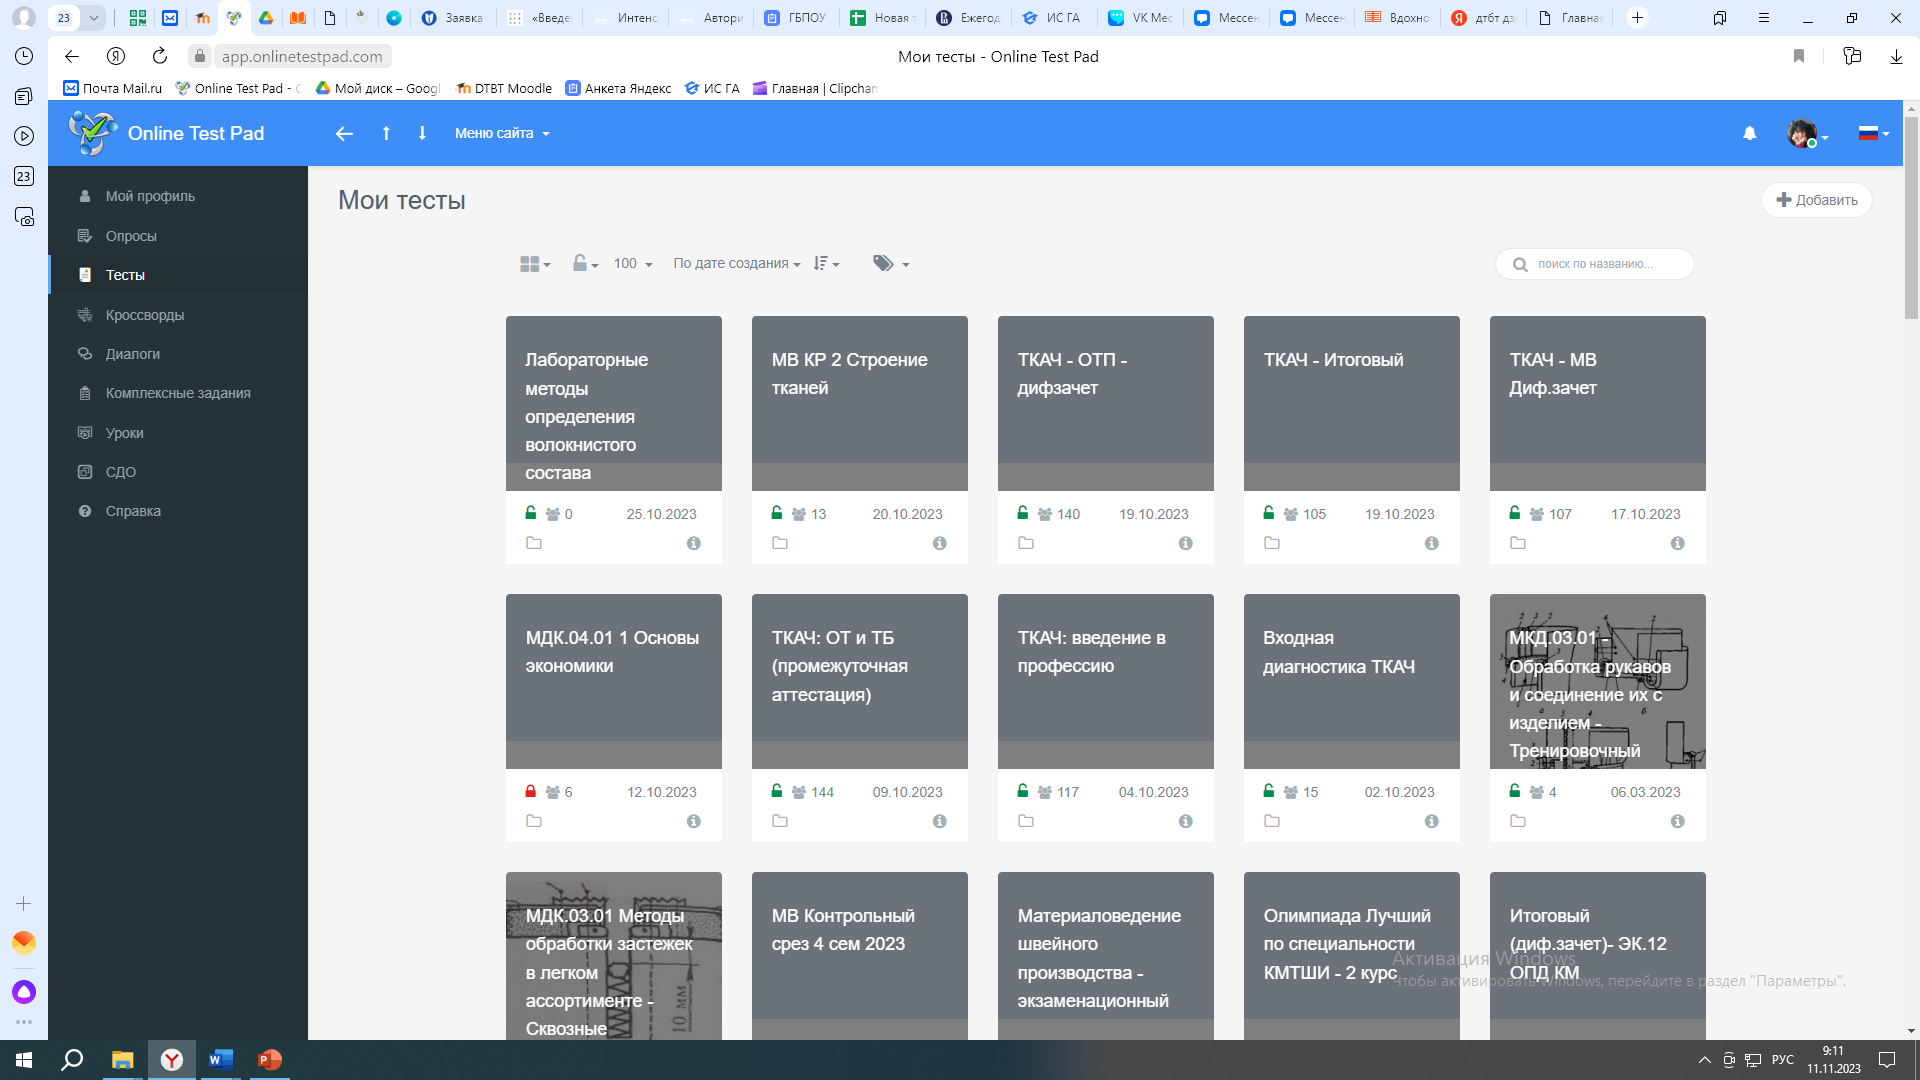 23
Заявка
«Введе
Интенс
Автори
ГБПОУ
Новая т
Ежегод
ИС ГА
VK Мес
Мессен
Мессен
Вдохно
дтбт дз
Главна
app.onlinetestpad.com
Мои тесты - Online Test Pad
Почта Mail.ru
Online Test Pad - C
Мой диск – Googl
DTBT Moodle
Анкета Яндекс
ИС ГА
Главная | Clipcham
Online Test Pad
Меню сайта
23
Мой профиль
Опросы
Тесты
Кроссворды
Диалоги
Комплексные задания
Уроки
СДО
Справка
Мои тесты
Добавить
100
По дате создания
поиск по названию...
Лабораторные
методы
определения
волокнистого
состава
0 25.10.2023
МВ КР 2 Строение
тканей
13 20.10.2023
ТКАЧ - ОТП -
дифзачет
140 19.10.2023
ТКАЧ - Итоговый
105 19.10.2023
ТКАЧ - МВ
Диф.зачет
107 17.10.2023
МДК.04.01 1 Основы
экономики
6 12.10.2023
ТКАЧ: ОТ и ТБ
(промежуточная
аттестация)
144 09.10.2023
ТКАЧ: введение в
профессию
117 04.10.2023
Входная
диагностика ТКАЧ
15 02.10.2023
МКД.03.01 -
Обработка рукавов
и соединение их с
изделием -
Тренировочный
4 06.03.2023
МДК.03.01 Методы
обработки застежек
в легком
ассортименте -
Сквозные
10 мм
МВ Контрольный
срез 4 сем 2023
Материаловедение
швейного
производства -
экзаменационный
Олимпиада Лучший
по специальности
КМТШИ - 2 курс
Итоговый
(диф.зачет)- ЭК.12
ОПД КМ
Активация Windows
Чтобы активировать Windows, перейдите в раздел "Параметры".
РУС
9:11
11.11.2023